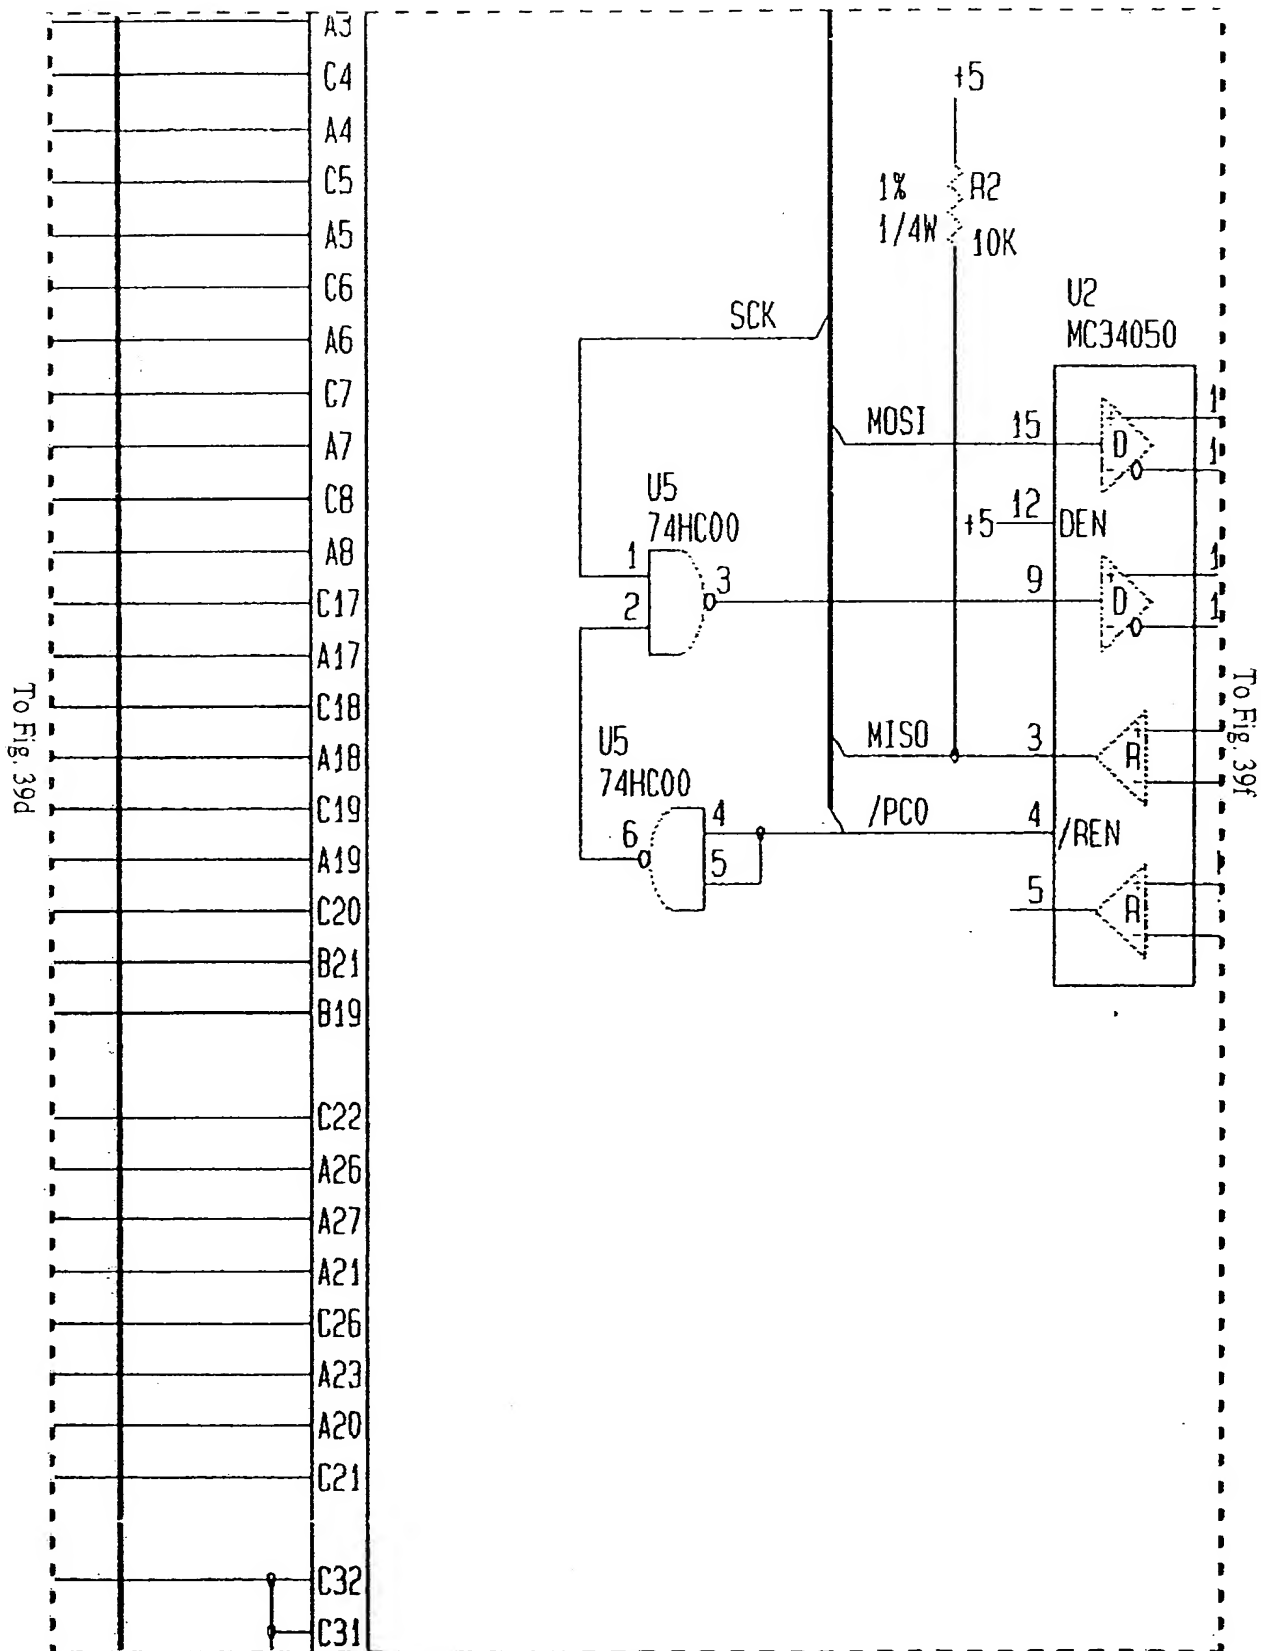 A3
C4
A4
C5
A5
C6
A6
C7
A7
C8
A8
C17
A17
C18
A18
C19
A19
C20
B21
B19
C22
A26
A27
A21
C26
A23
A20
C21
C32
C31
To Fig. 39d
+5
1% R2
1/4W 10K
SCK
U2
MC34050
MOSI 15 D 1
1
U5
74HC00
+5 12 DEN
1 3 9 D 1
2 1
U5
74HC00
MISO 3 R
/PC0 4 /REN
6 4
5
5 R
To Fig. 39f